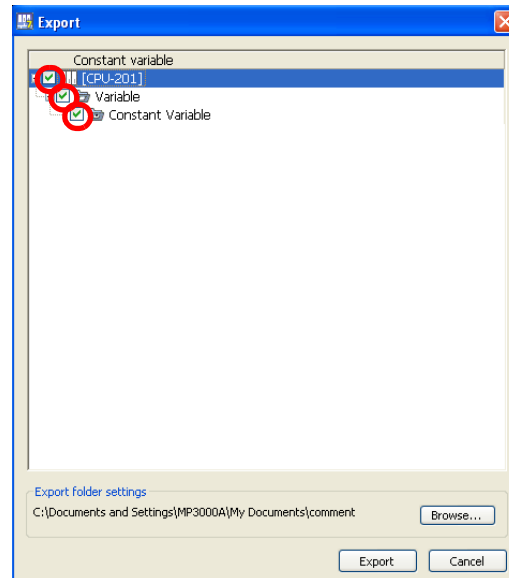 Export
Constant variable
[CPU-201]
Variable
Constant Variable
Export folder settings
C:\Documents and Settings\MP3000A\My Documents\comment
Browse...
Export Cancel